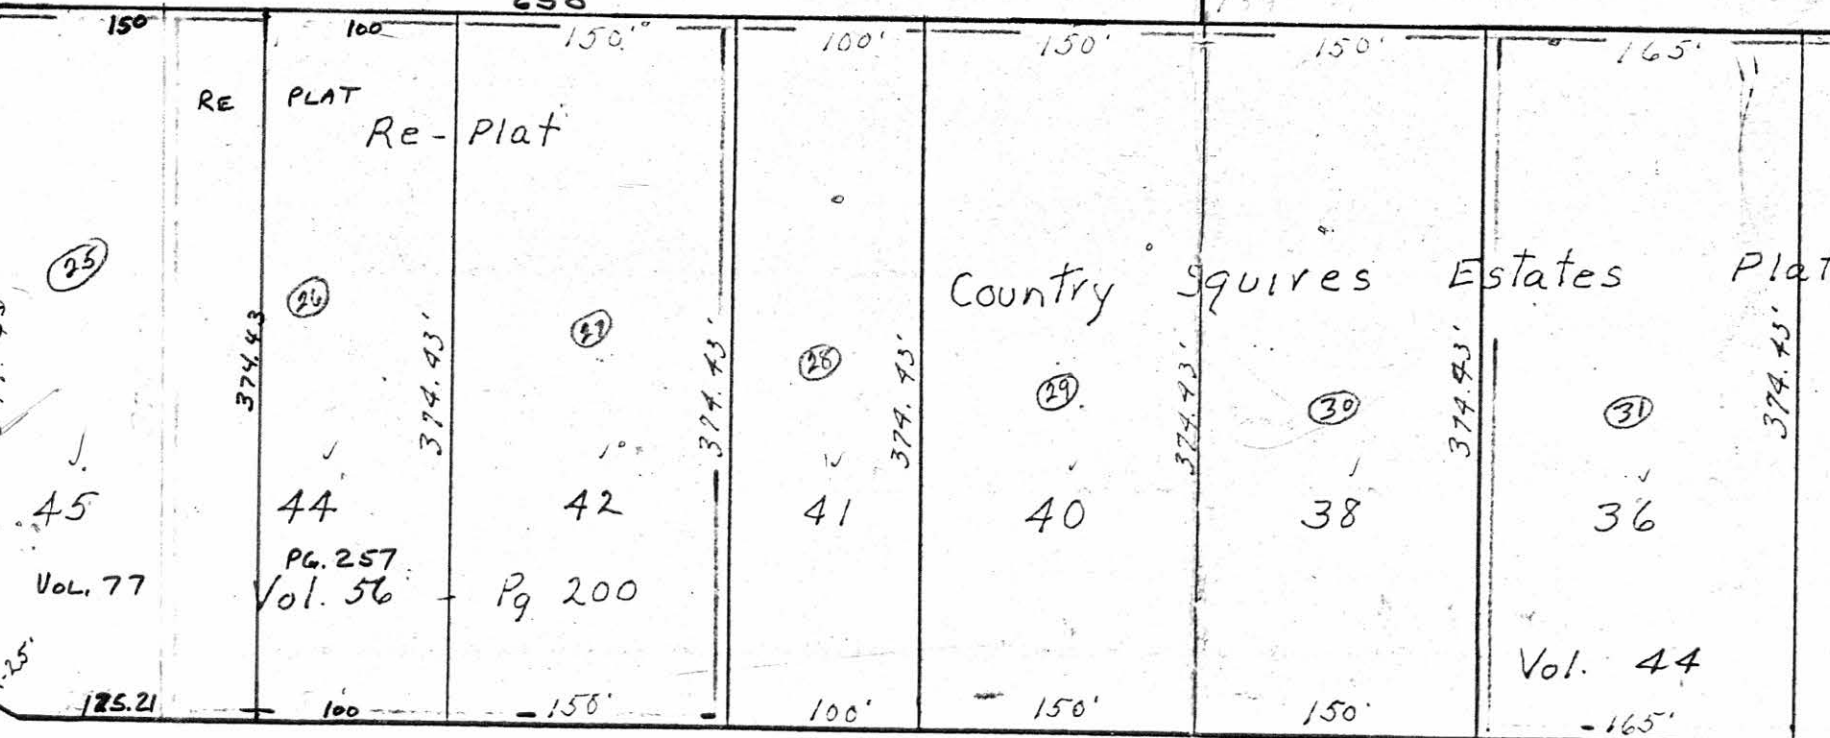 650
150 100 150' 100' 150' 150' 165'
RE PLAT
Re - Plat
25 26 27 28 29 30 31
Country Squires Estates Plat
374.43 374.43' 374.43' 374.43' 374.43' 374.43' 374.43'
45 44 42 41 40 38 36
PG. 257
VOL. 77 Vol. 56 - Pg 200
Vol. 44
125.21 100 150' 100' 150' 150' 165'